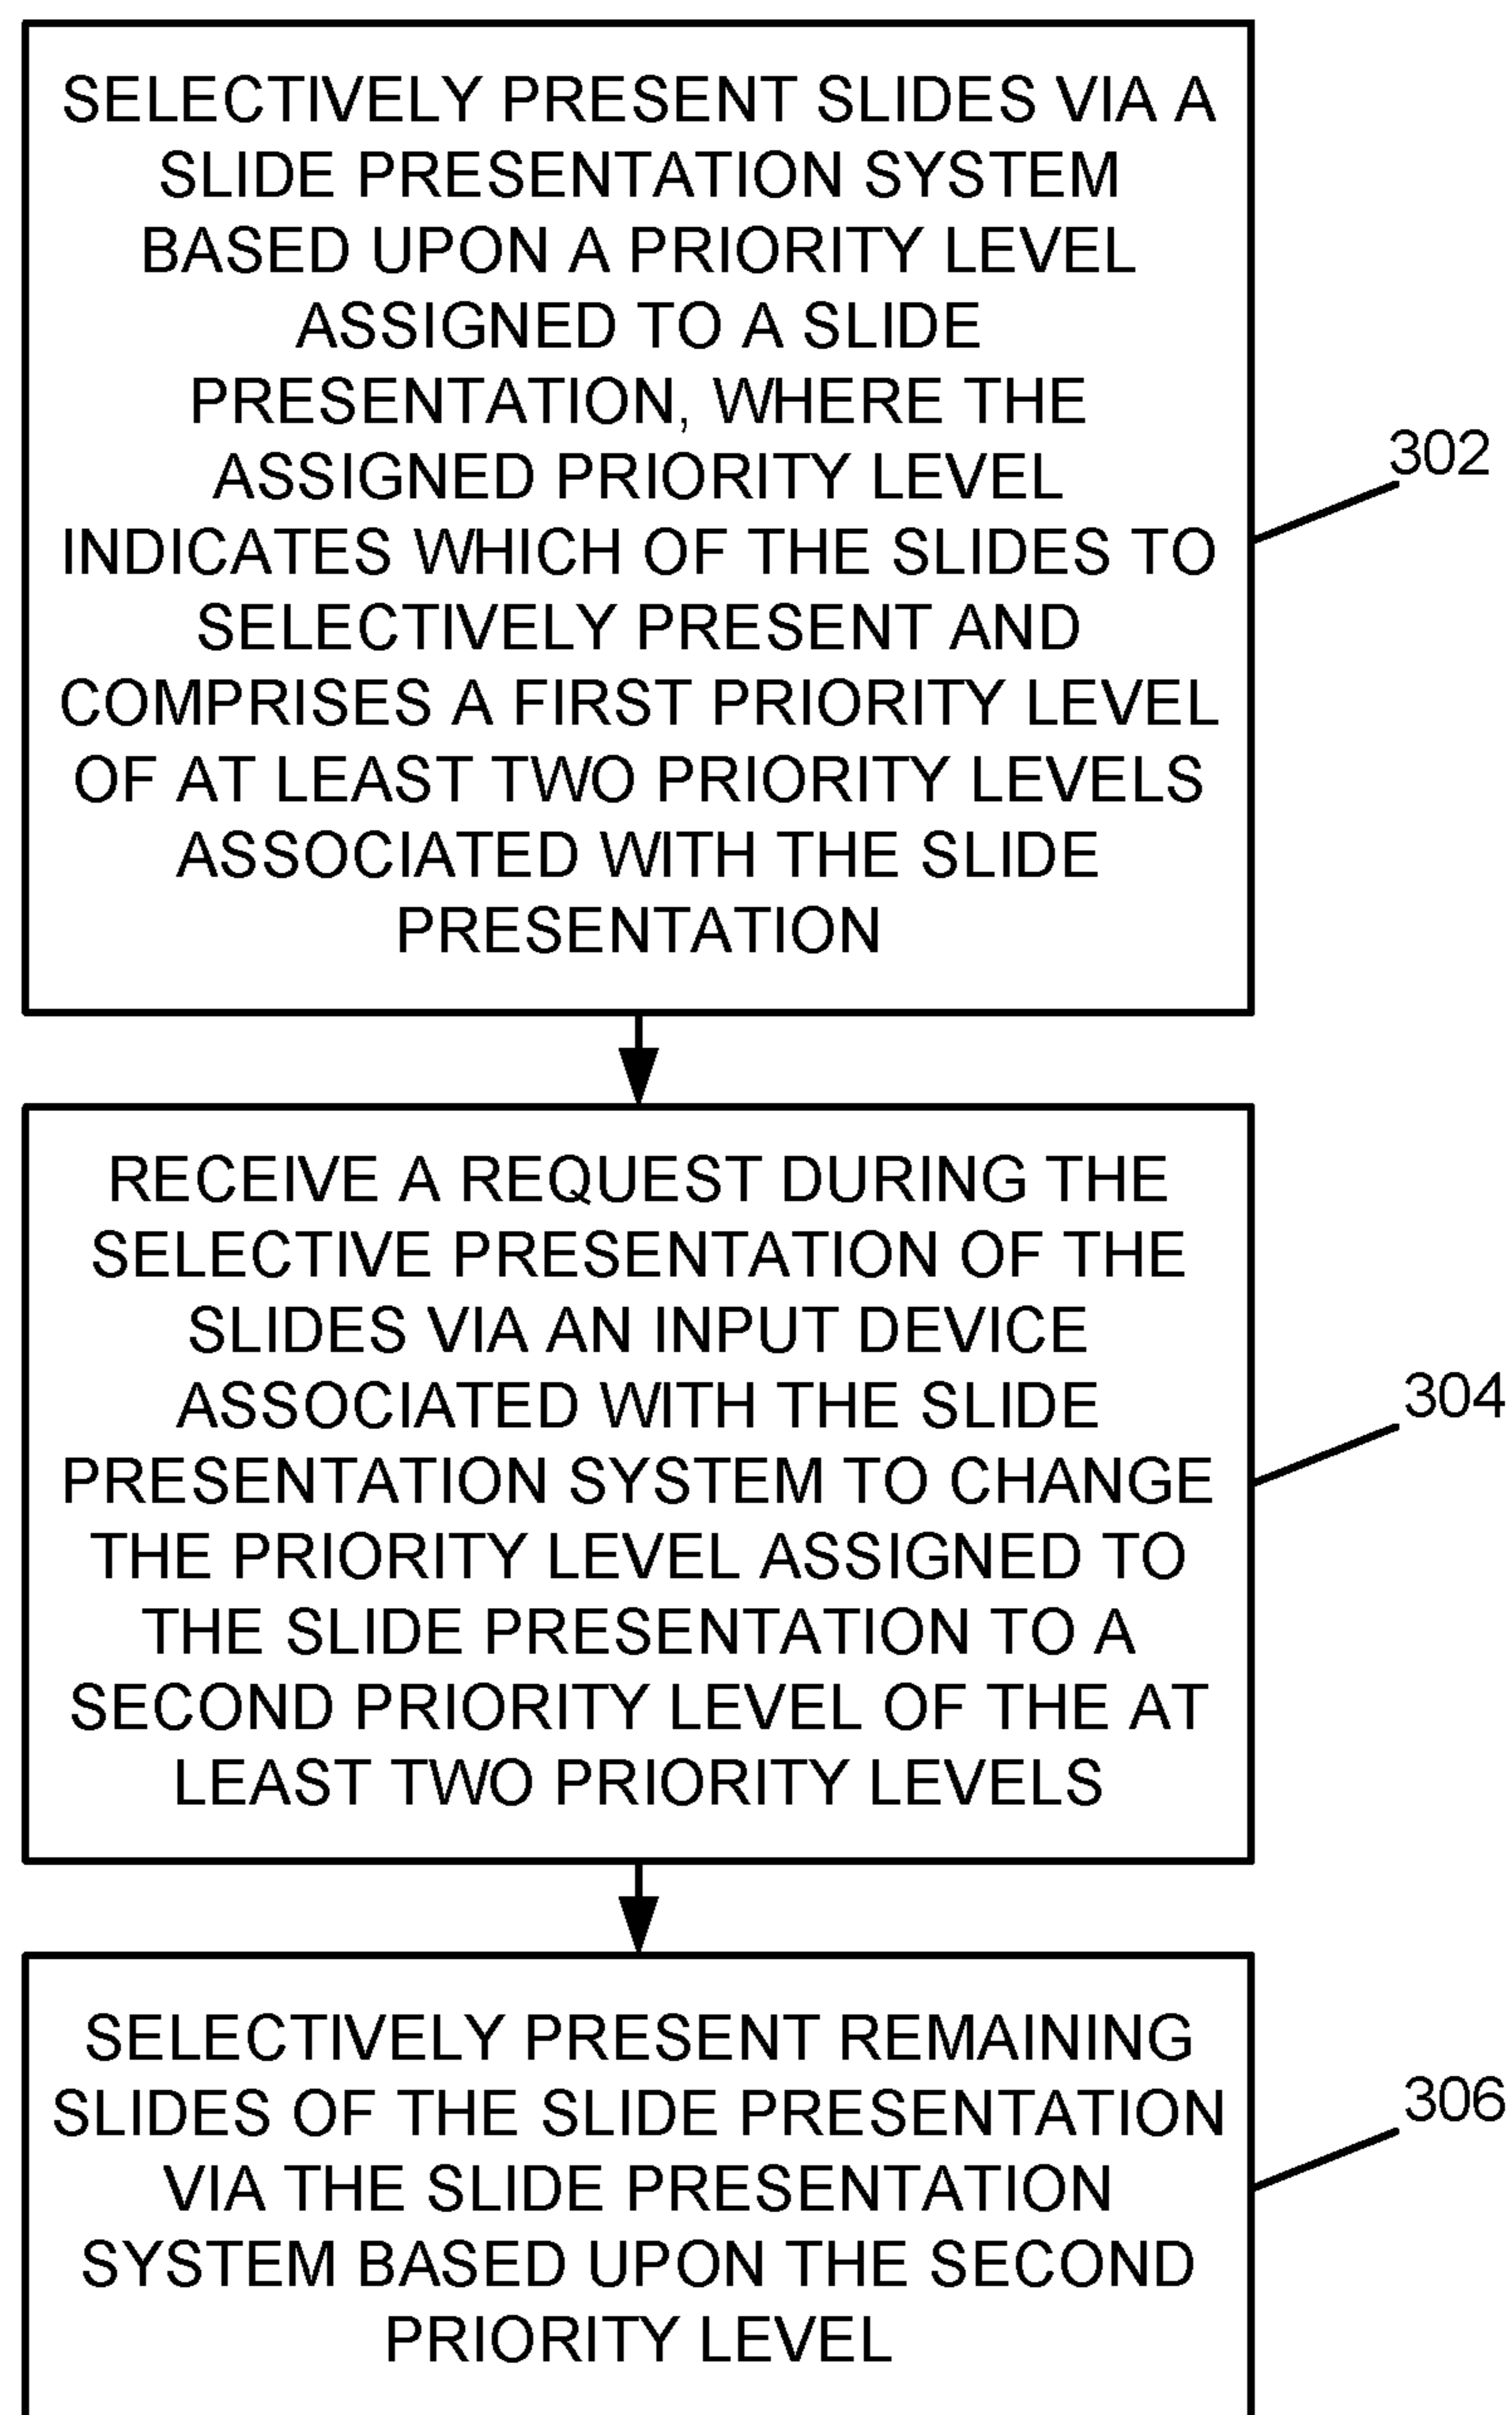 SELECTIVELY PRESENT SLIDES VIA A
SLIDE PRESENTATION SYSTEM
BASED UPON A PRIORITY LEVEL
ASSIGNED TO A SLIDE
PRESENTATION, WHERE THE
ASSIGNED PRIORITY LEVEL
INDICATES WHICH OF THE SLIDES TO
SELECTIVELY PRESENT AND
COMPRISES A FIRST PRIORITY LEVEL
OF AT LEAST TWO PRIORITY LEVELS
ASSOCIATED WITH THE SLIDE
PRESENTATION
302
RECEIVE A REQUEST DURING THE
SELECTIVE PRESENTATION OF THE
SLIDES VIA AN INPUT DEVICE
ASSOCIATED WITH THE SLIDE
PRESENTATION SYSTEM TO CHANGE
THE PRIORITY LEVEL ASSIGNED TO
THE SLIDE PRESENTATION TO A
SECOND PRIORITY LEVEL OF THE AT
LEAST TWO PRIORITY LEVELS
304
SELECTIVELY PRESENT REMAINING
SLIDES OF THE SLIDE PRESENTATION
VIA THE SLIDE PRESENTATION
SYSTEM BASED UPON THE SECOND
PRIORITY LEVEL
306